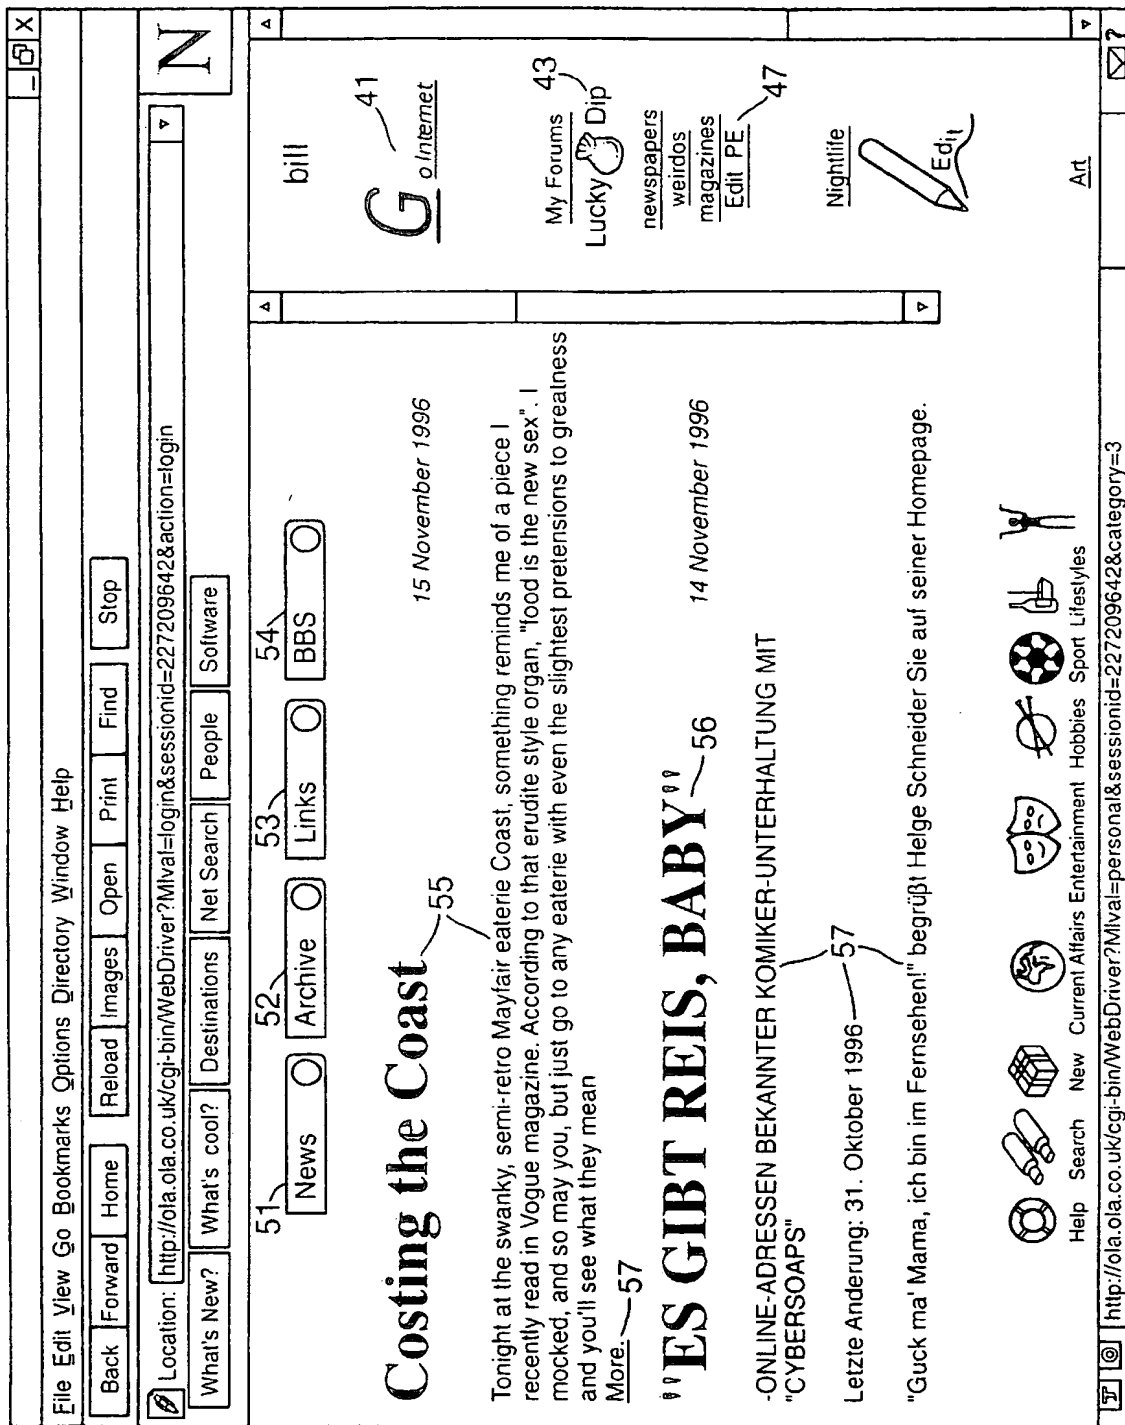 _ X
File Edit View Go Bookmarks Options Directory Window Help
Back Forward Home Reload Images Open Print Find Stop
Location: http://ola.ola.co.uk/cgi-bin/WebDriver?MIval=login&sessionid=227209642&action=login
N
What's New? What's cool? Destinations Net Search People Software
51 52 53 54
News Archive Links BBS
Costing the Coast 55 15 November 1996
Tonight at the swanky, semi-retro Mayfair eaterie Coast, something reminds me of a piece I
recently read in Vogue magazine. According to that erudite style organ, "food is the new sex". I
mocked, and so may you, but just go to any eaterie with even the slightest pretensions to greatness
and you'll see what they mean
More. 57
"ES GIBT REIS, BABY" 56 14 November 1996
-ONLINE-ADRESSEN BEKANNTER KOMIKER-UNTERHALTUNG MIT
"CYBERSOAPS"
Letzte Anderung: 31. Oktober 1996 57
"Guck ma' Mama, ich bin im Fernsehen!" begrüßt Helge Schneider Sie auf seiner Homepage.
bill
Go Internet 41
My Forums 43
Lucky Dip
newspapers
weirdos
magazines
Edit PE 47
Nightlife
Edit
Art
Help Search New Current Affairs Entertainment Hobbies Sport Lifestyles
http://ola.ola.co.uk/cgi-bin/WebDriver?MIval=personal&sessionid=227209642&category=3
?